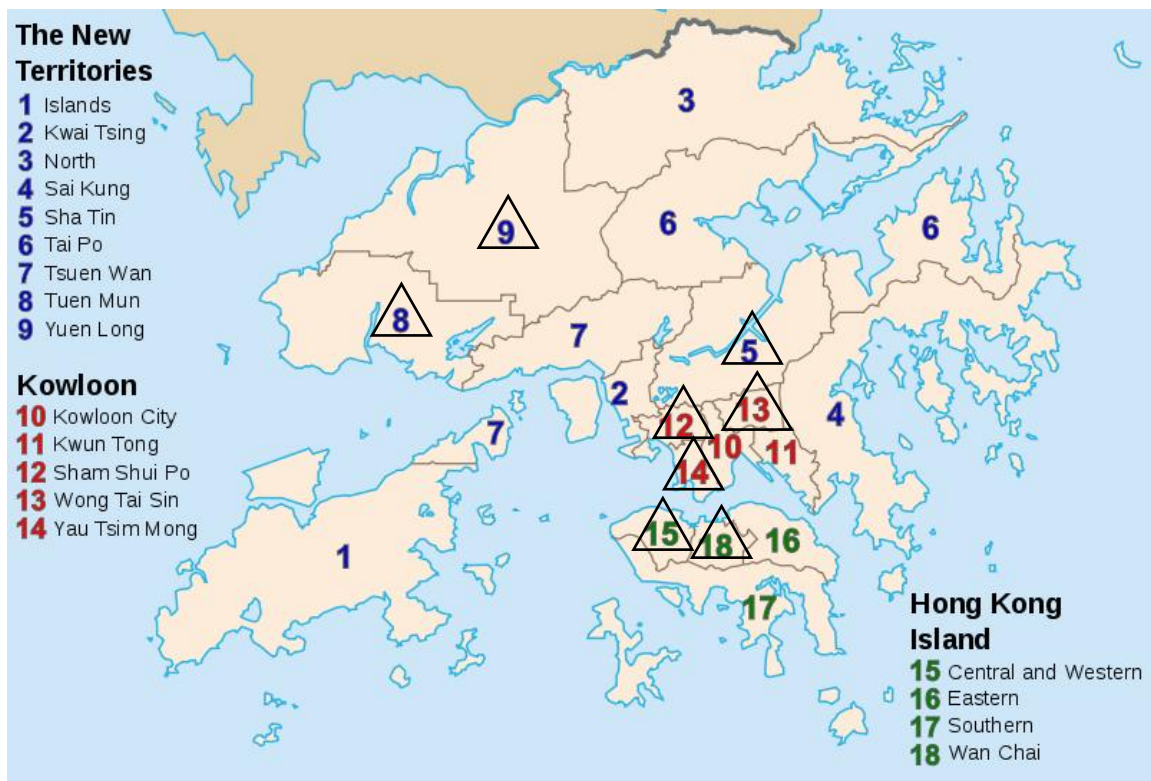 The New
Territories
1 Islands
2 Kwai Tsing
3 North
4 Sai Kung
5 Sha Tin
6 Tai Po
7 Tsuen Wan
8 Tuen Mun
9 Yuen Long
Kowloon
10 Kowloon City
11 Kwun Tong
12 Sham Shui Po
13 Wong Tai Sin
14 Yau Tsim Mong
3
9
6
6
8
7
5
2
12
13
4
7
10
11
14
1
15
18
16
17
Hong Kong
Island
15 Central and Western
16 Eastern
17 Southern
18 Wan Chai